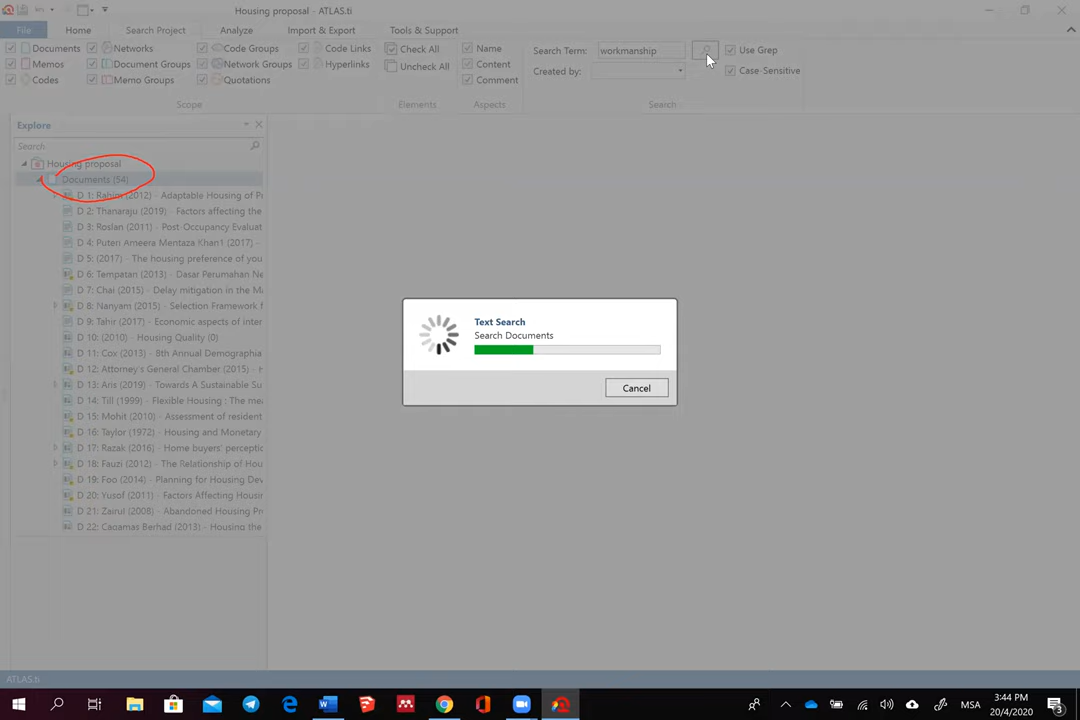 Housing proposal - ATLAS.ti
File Home Search Project Analyze Import & Export Tools & Support
Documents Networks Code Groups Code Links Check All Name Search Term: workmanship Use Grep
Memos Document Groups Network Groups Hyperlinks Uncheck All Content Created by: Case-Sensitive
Codes Memo Groups Quotations Comment
Scope Elements Aspects Search
Explore
Search
Housing proposal
Documents (54)
D 1: Rahim (2012) - Adaptable Housing of Pu
D 2: Thanaraju (2019) - Factors affecting the
D 3: Roslan (2011) - Post-Occupancy Evaluat
D 4: Puteri Ameera Mentaza Khan1 (2017) -
D 5: (2017) - The housing preference of you
D 6: Tempatan (2013) - Dasar Perumahan Ne
D 7: Chai (2015) - Delay mitigation in the Ma
D 8: Nanyam (2015) - Selection Framework f
D 9: Tahir (2017) - Economic aspects of inter
D 10: (2010) - Housing Quality (0)
D 11: Cox (2013) - 8th Annual Demographia
D 12: Attorney's General Chamber (2015) -
D 13: Aris (2019) - Towards A Sustainable Su
D 14: Till (1999) - Flexible Housing : The mea
D 15: Mohit (2010) - Assessment of resident
D 16: Taylor (1972) - Housing and Monetary
D 17: Razak (2016) - Home buyers' perceptio
D 18: Fauzi (2012) - The Relationship of Hou
D 19: Foo (2014) - Planning for Housing Dev
D 20: Yusof (2011) - Factors Affecting Housin
D 21: Zairul (2008) - Abandoned Housing Pr
D 22: Cagamas Berhad (2013) - Housing the
Text Search
Search Documents
Cancel
ATLAS.ti
MSA
3:44 PM
20/4/2020
3